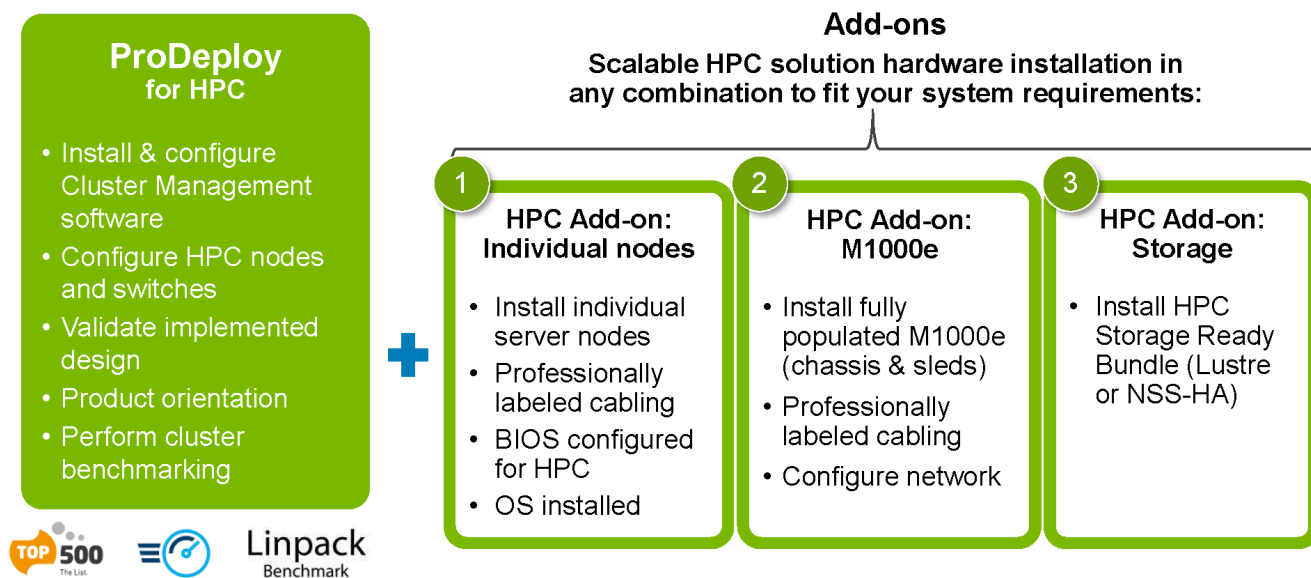 ProDeploy
for HPC
• Install & configure
Cluster Management
software
• Configure HPC nodes
and switches
• Validate implemented
design
• Product orientation
• Perform cluster
benchmarking
TOP 500
The List.
Linpack
Benchmark
Add-ons
Scalable HPC solution hardware installation in
any combination to fit your system requirements:
1
HPC Add-on:
Individual nodes
• Install individual
server nodes
• Professionally
labeled cabling
• BIOS configured
for HPC
• OS installed
2
HPC Add-on:
M1000e
• Install fully
populated M1000e
(chassis & sleds)
• Professionally
labeled cabling
• Configure network
3
HPC Add-on:
Storage
• Install HPC
Storage Ready
Bundle (Lustre
or NSS-HA)